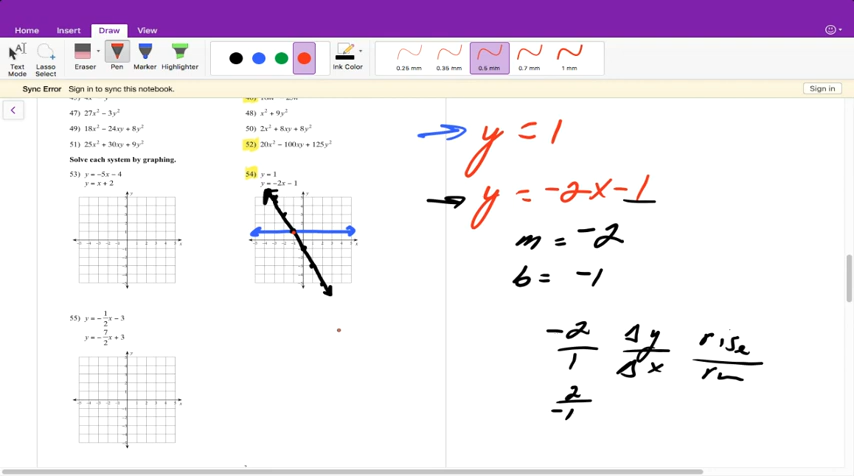 Home Insert Draw View
Text Mode
Lasso Select
Eraser
Pen
Marker
Highlighter
Ink Color
0.25 mm 0.35 mm 0.5 mm 0.7 mm 1 mm
Sync Error Sign in to sync this notebook. Sign in
47) 27x² − 3y²
48) x² + 9y²
49) 18x² − 24xy + 8y²
50) 2x² + 8xy + 8y²
51) 25x² + 30xy + 9y²
52) 20x² − 100xy + 125y²
Solve each system by graphing.
53) y = −5x − 4
y = x + 2
54) y = 1
y = −2x − 1
55) y = −1/2x − 3
y = −7/2x + 3
y = 1
y = -2x - 1
m = -2
b = -1
-2/1 Δy/Δx rise/run
2/-1